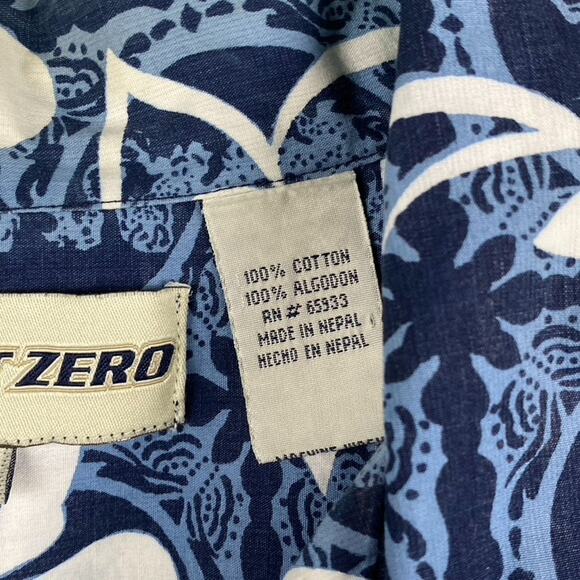 100% COTTON
100% ALGODON
RN # 65933
MADE IN NEPAL
HECHO EN NEPAL
ZERO